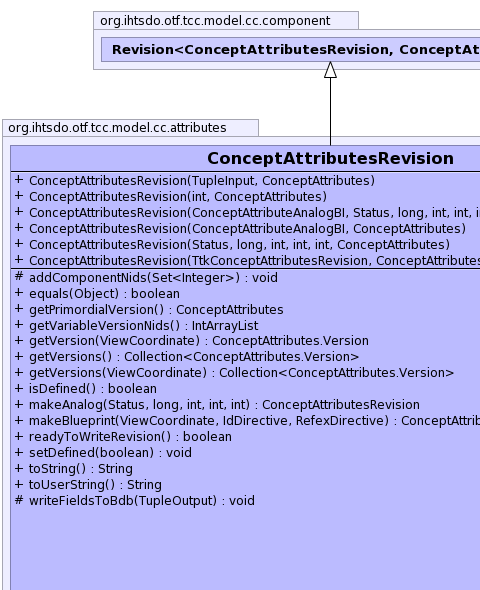 org.ihtsdo.otf.tcc.model.cc.component
Revision<ConceptAttributesRevision,
org.ihtsdo.otf.tcc.model.cc.attributes
ConceptAttributesRevision
+ ConceptAttributesRevision(TupleInput, ConceptAttributes)
+ ConceptAttributesRevision(int, ConceptAttributes)
+ ConceptAttributesRevision(ConceptAttributeAnalogBI, Status, long, int, int,
+ ConceptAttributesRevision(ConceptAttributeAnalogBI, ConceptAttributes)
+ ConceptAttributesRevision(Status, long, int, int, int, ConceptAttributes)
+ ConceptAttributesRevision(TtkConceptAttributesRevision, ConceptAttributes
# addComponentNids(Set<Integer>) : void
+ equals(Object) : boolean
+ getPrimordialVersion() : ConceptAttributes
+ getVariableVersionNids() : IntArrayList
+ getVersion(ViewCoordinate) : ConceptAttributes.Version
+ getVersions() : Collection<ConceptAttributes.Version>
+ getVersions(ViewCoordinate) : Collection<ConceptAttributes.Version>
+ isDefined() : boolean
+ makeAnalog(Status, long, int, int, int) : ConceptAttributesRevision
+ makeBlueprint(ViewCoordinate, IdDirective, RefexDirective) :
+ readyToWriteRevision() : boolean
+ setDefined(boolean) : void
+ toString() : String
+ toUserString() : String
# writeFieldsToBdb(TupleOutput) : void